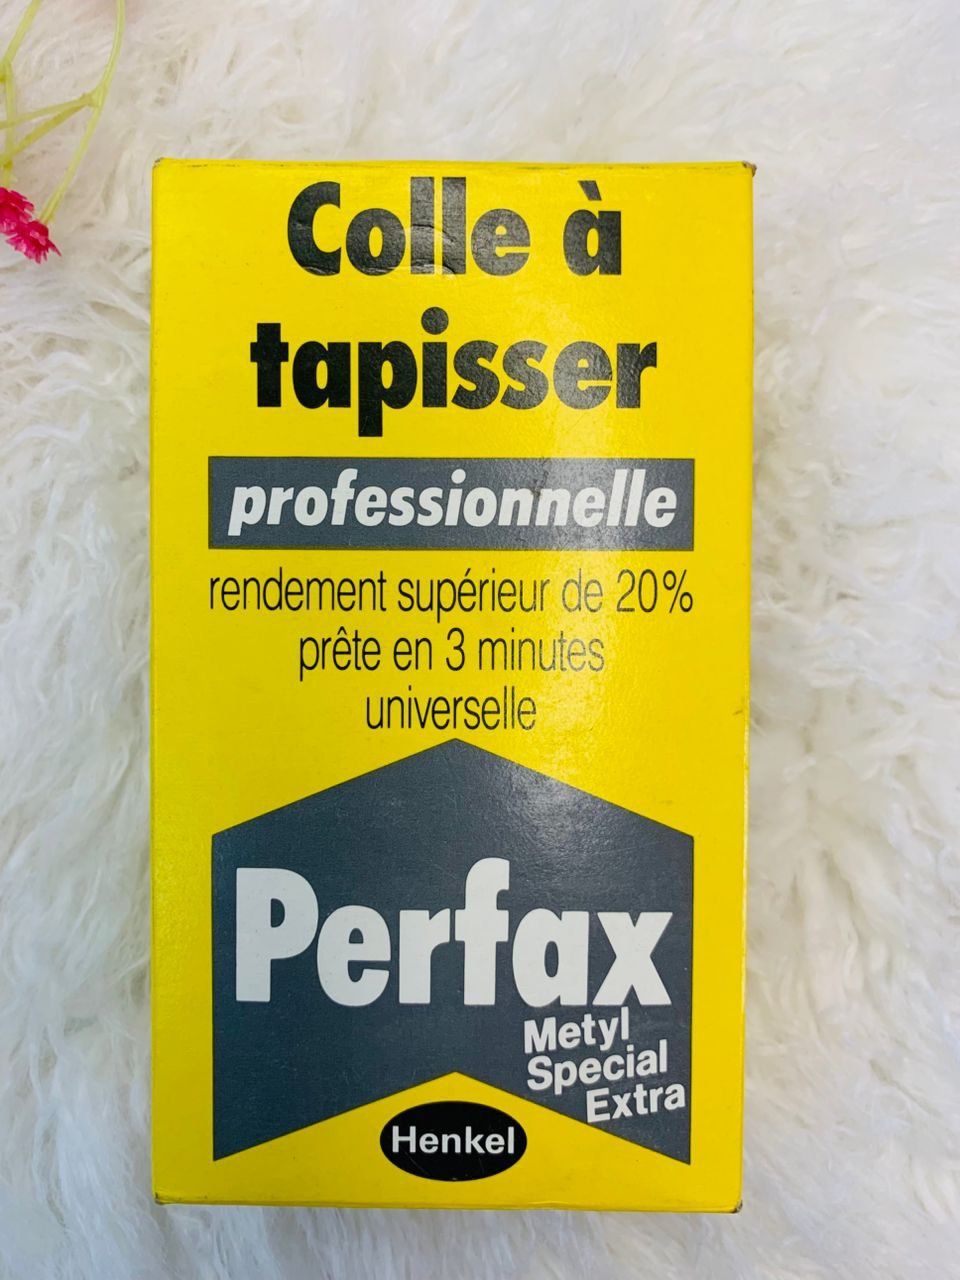 Colle à
tapisser
professionnelle
rendement supérieur de 20%
prête en 3 minutes
universelle
Perfax
Metyl
Special
Extra
Henkel